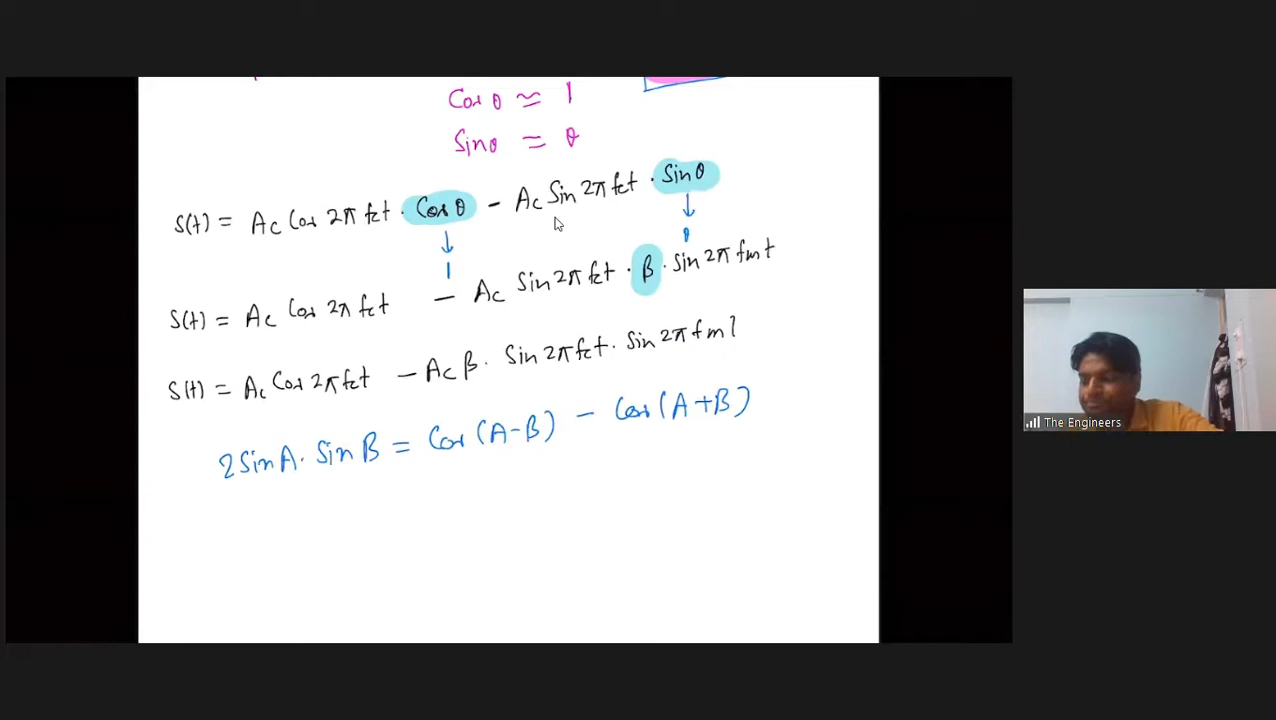 Cos θ ≃ 1
Sinθ = θ
S(t) = Ac Cos 2π fct · Cos θ − Ac Sin 2π fct · Sin θ
↓ ↓
1 θ
S(t) = Ac Cos 2π fct − Ac Sin 2π fct · β · Sin 2π fmt
S(t) = Ac Cos 2π fct − Ac β · Sin 2π fct · Sin 2π fm
2 Sin A · Sin B = Cos (A−B) − Cos (A+B)
The Engineers